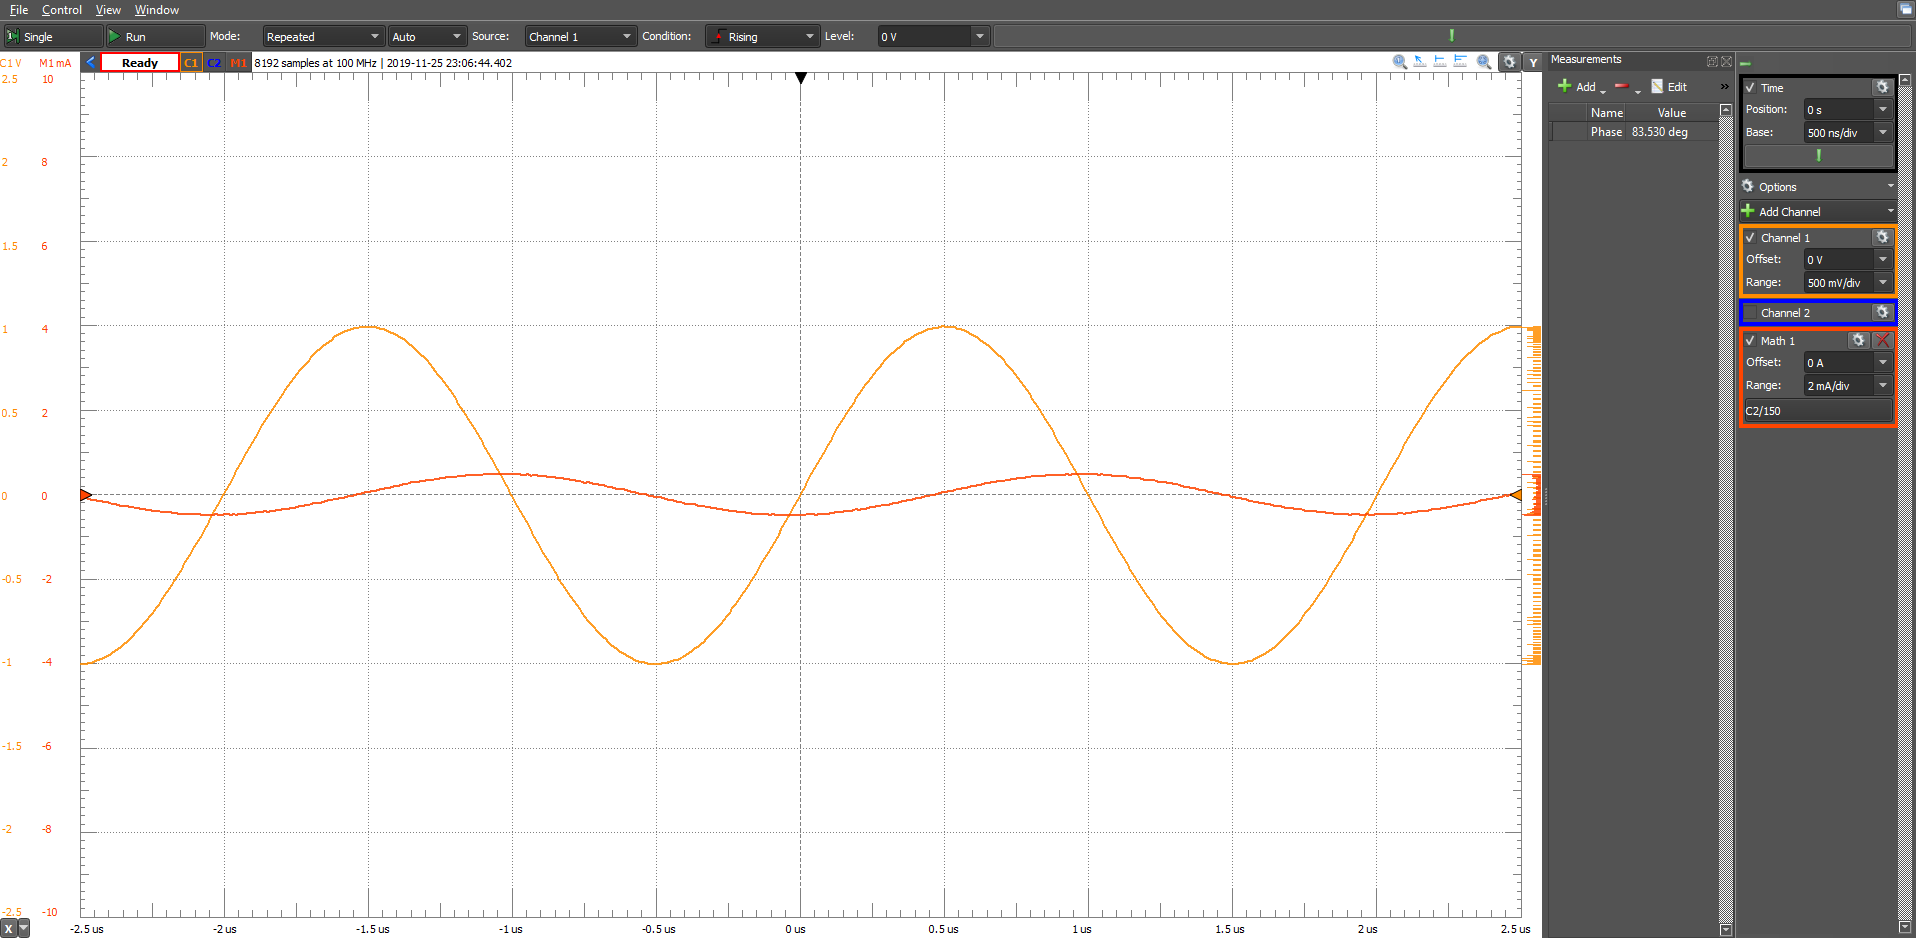 File Control View Window
Single Run Mode: Repeated Auto Source: Channel 1 Condition: Rising Level: 0 V
C1 V M1 mA Ready C1 C2 M1 8192 samples at 100 MHz | 2019-11-25 23:06:44.402 Y
2.5 10
2 8
1.5 6
1 4
0.5 2
0 0
-0.5 -2
-1 -4
-1.5 -6
-2 -8
-2.5 -10
X -2.5 us -2 us -1.5 us -1 us -0.5 us 0 us 0.5 us 1 us 1.5 us 2 us 2.5 us
Measurements
Add Edit »
Name Value
Phase 83.530 deg
Time
Position: 0 s
Base: 500 ns/div
Options
Add Channel
Channel 1
Offset: 0 V
Range: 500 mV/div
Channel 2
Math 1
Offset: 0 A
Range: 2 mA/div
C2/150